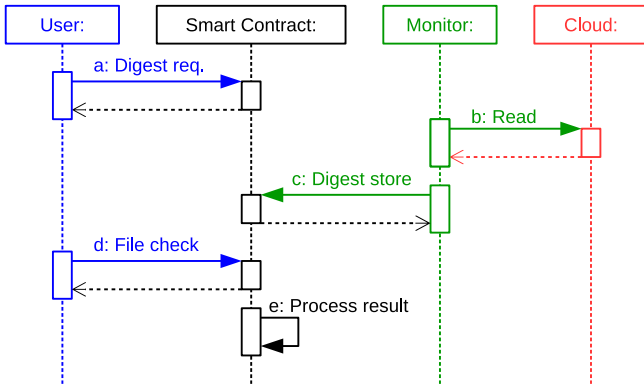 User:
Smart Contract:
Monitor:
Cloud:
a: Digest req.
b: Read
c: Digest store
d: File check
e: Process result